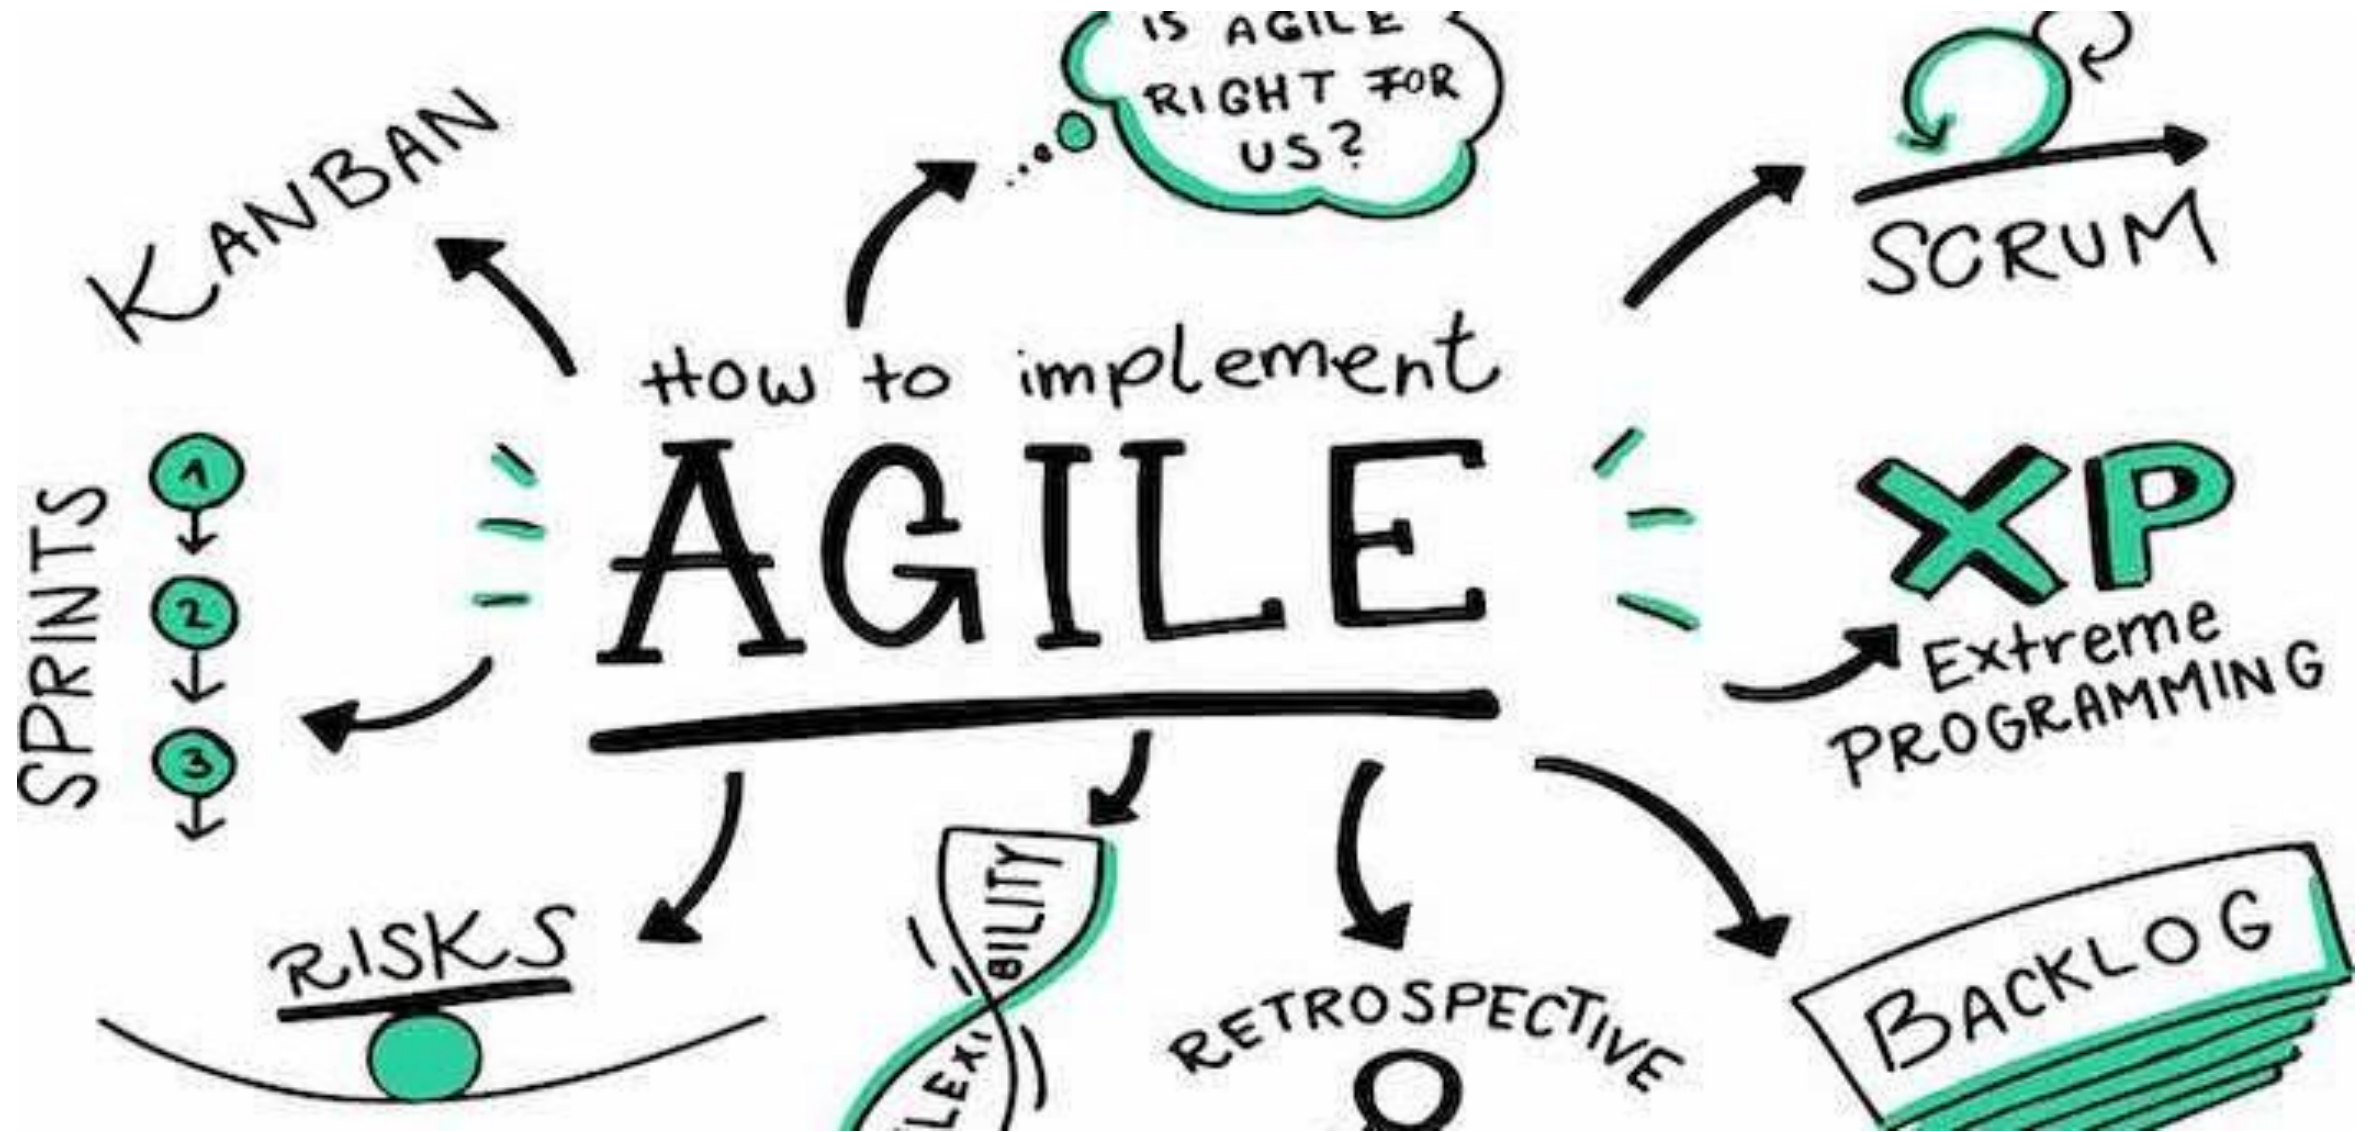 IS AGILE
RIGHT FOR
US?
KANBAN
SCRUM
How to implement
AGILE
SPRINTS
1
2
3
XP
Extreme
PROGRAMMING
RISKS
BILITY
LEXI
RETROSPECTIVE
BACKLOG